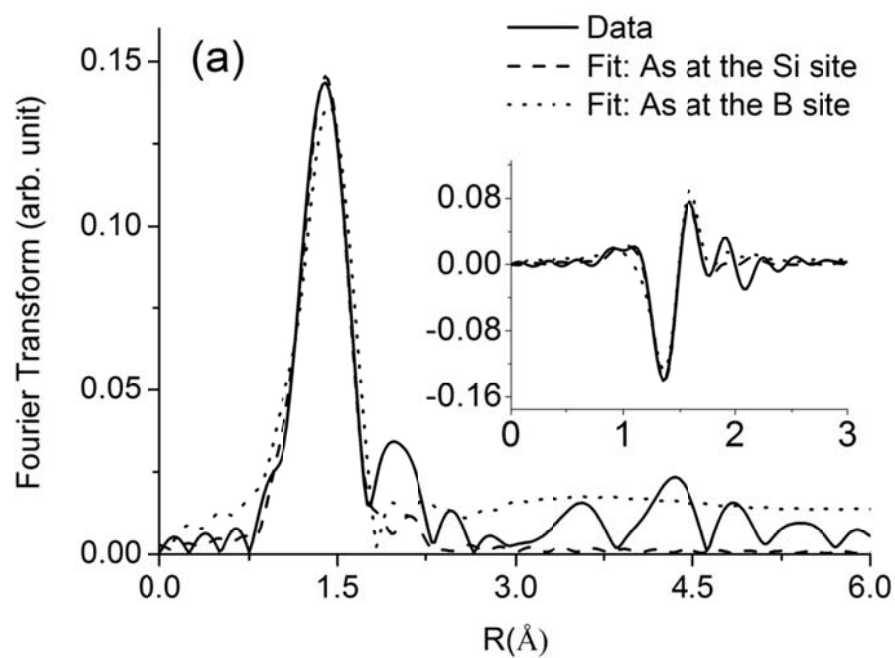 (a)
Data
Fit: As at the Si site
Fit: As at the B site
Fourier Transform (arb. unit)
0.15
0.10
0.05
0.00
0.0
1.5
3.0
4.5
6.0
R(Å)
0.08
0.00
-0.08
-0.16
0
1
2
3